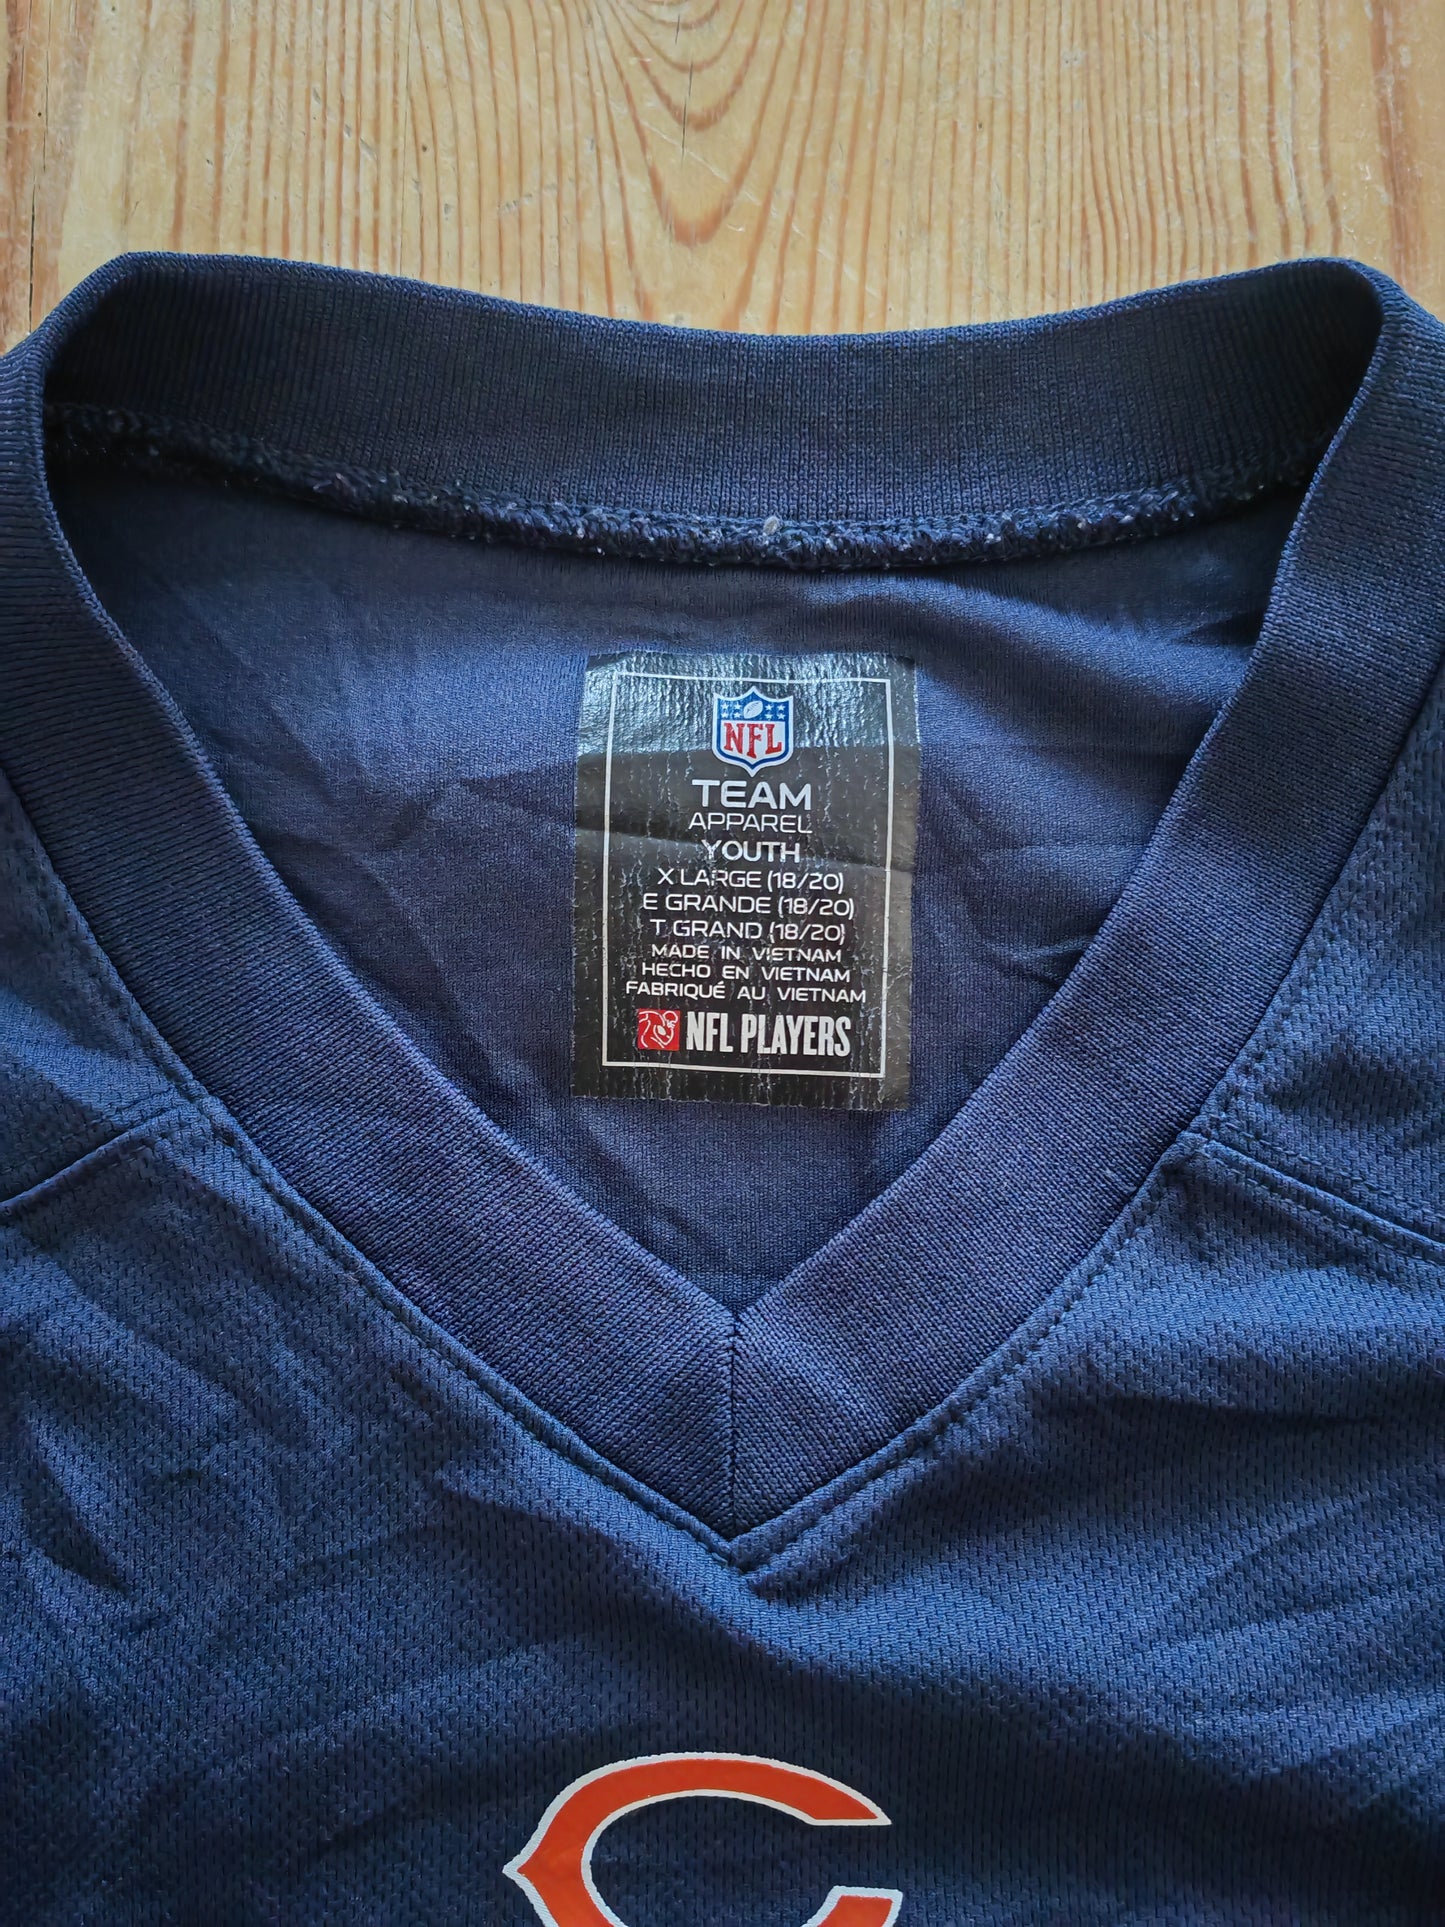 NFL
TEAM
APPAREL
YOUTH
X LARGE (18/20)
E GRANDE (18/20)
T GRAND (18/20)
MADE IN VIETNAM
HECHO EN VIETNAM
FABRIQUÉ AU VIETNAM
NFL PLAYERS
C